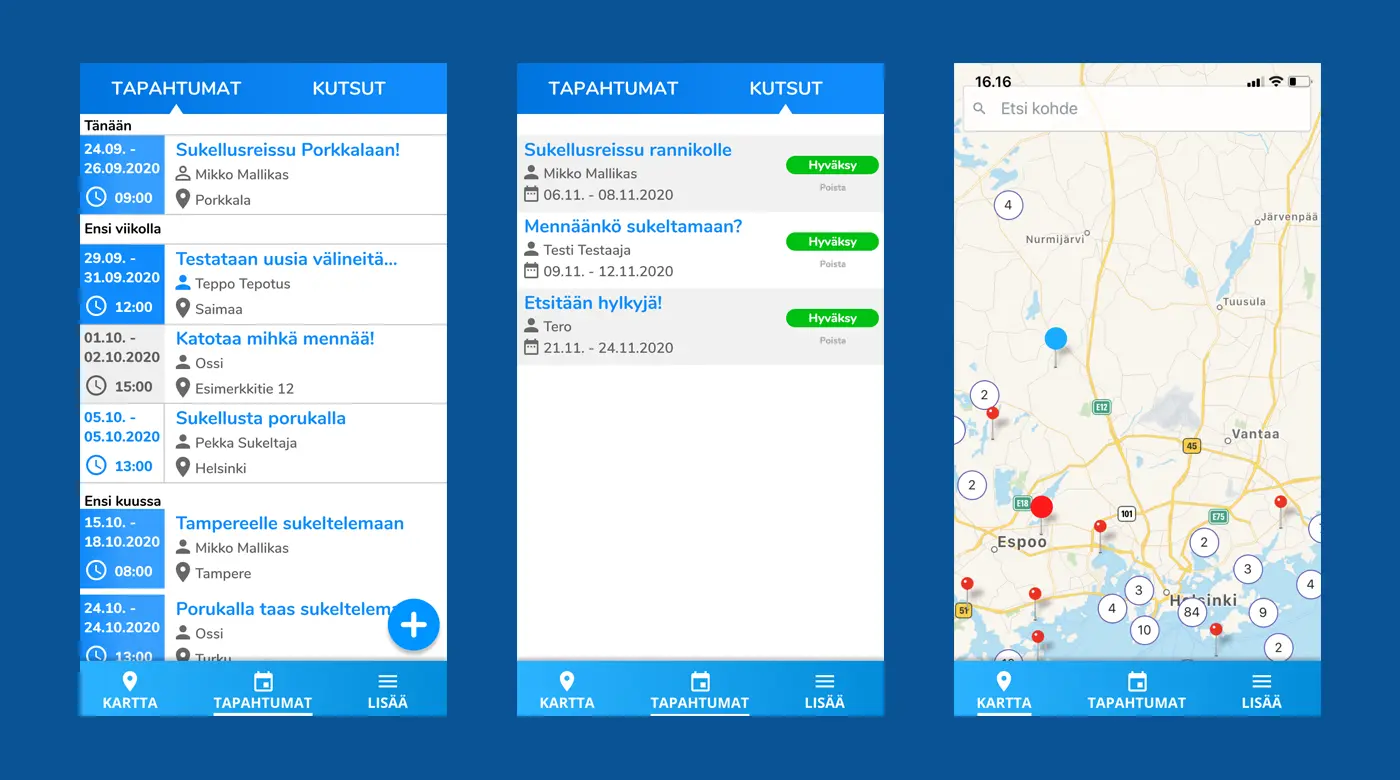 TAPAHTUMAT KUTSUT
Tänään
24.09. -
26.09.2020
09:00
Sukellusreissu Porkkalaan!
Mikko Mallikas
Porkkala
Ensi viikolla
29.09. -
31.09.2020
12:00
Testataan uusia välineitä...
Teppo Tepotus
Saimaa
01.10. -
02.10.2020
15:00
Katotaa mihkä mennää!
Ossi
Esimerkkitie 12
05.10. -
05.10.2020
13:00
Sukellusta porukalla
Pekka Sukeltaja
Helsinki
Ensi kuussa
15.10. -
18.10.2020
08:00
Tampereelle sukeltelemaan
Mikko Mallikas
Tampere
24.10. -
24.10.2020
13:00
Porukalla taas sukeltelem
Ossi
Turku
KARTTA TAPAHTUMAT LISÄÄ
TAPAHTUMAT KUTSUT
Sukellusreissu rannikolle
Mikko Mallikas
06.11. - 08.11.2020
Hyväksy
Poista
Mennäänkö sukeltamaan?
Testi Testaaja
09.11. - 12.11.2020
Hyväksy
Poista
Etsitään hylkyjä!
Tero
21.11. - 24.11.2020
Hyväksy
Poista
KARTTA TAPAHTUMAT LISÄÄ
16.16
Etsi kohde
4
Järvenpää
Nurmijärvi
Tuusula
2
E12
Vantaa
45
2
E18
101
E75
Espoo
2
3
4
51
3
Helsinki
4
84
9
10
2
KARTTA TAPAHTUMAT LISÄÄ